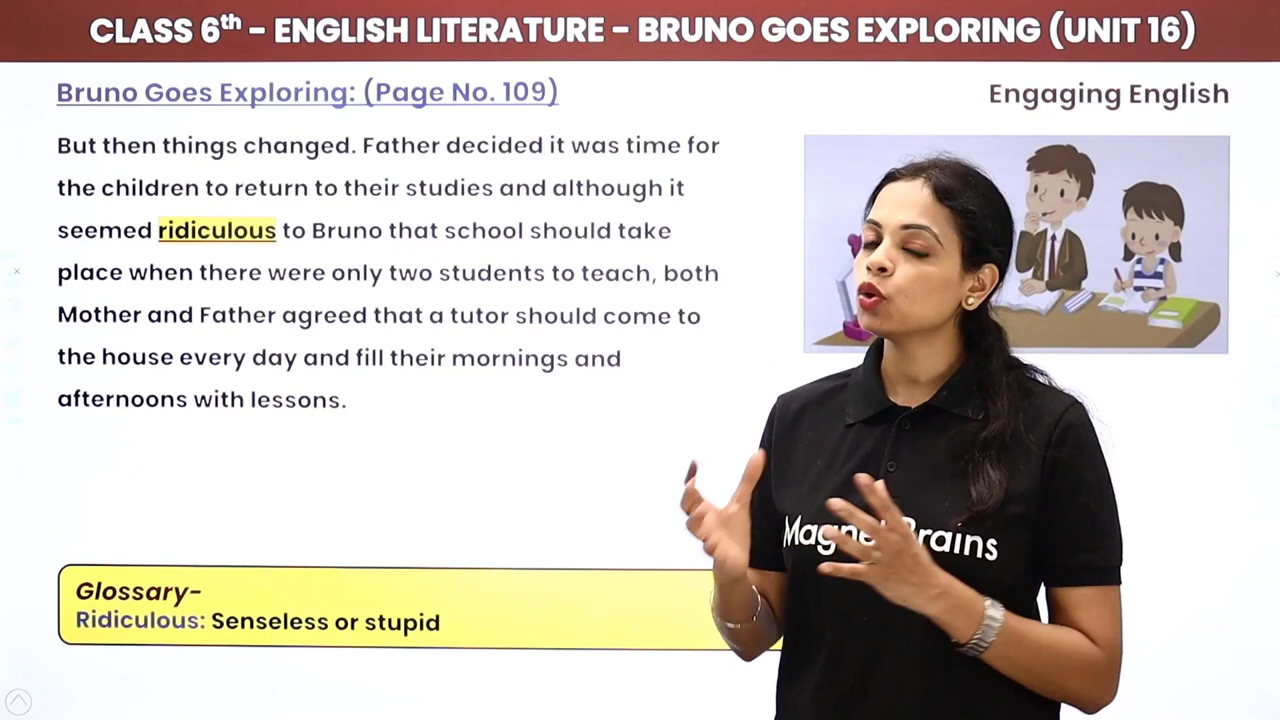 CLASS 6th – ENGLISH LITERATURE – BRUNO GOES EXPLORING (UNIT 16)
Bruno Goes Exploring: (Page No. 109)
Engaging English
But then things changed. Father decided it was time for
the children to return to their studies and although it
seemed ridiculous to Bruno that school should take
place when there were only two students to teach, both
Mother and Father agreed that a tutor should come to
the house every day and fill their mornings and
afternoons with lessons.
Glossary-
Ridiculous: Senseless or stupid
Magne Brains